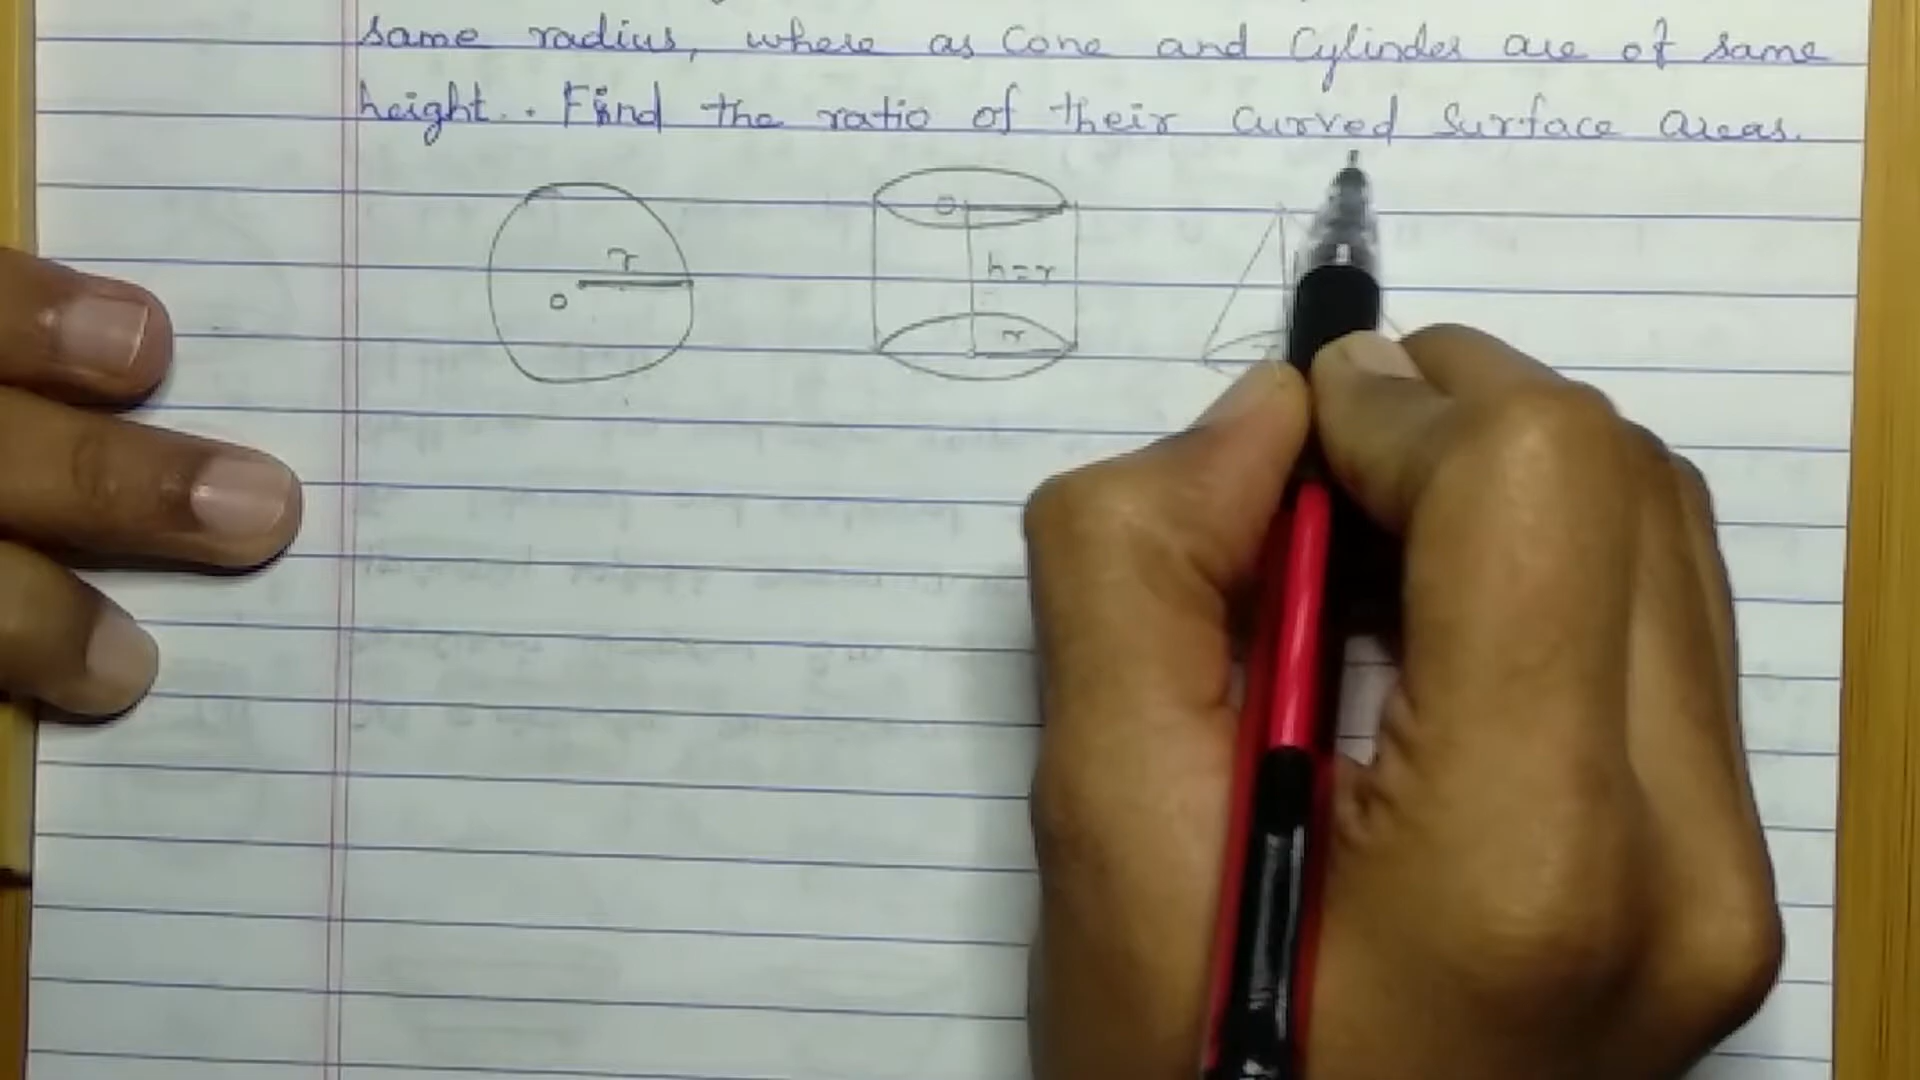 same radius, where as Cone and Cylinder are of same
height. Find the ratio of their curved surface areas.
r
O
O
h=r
r